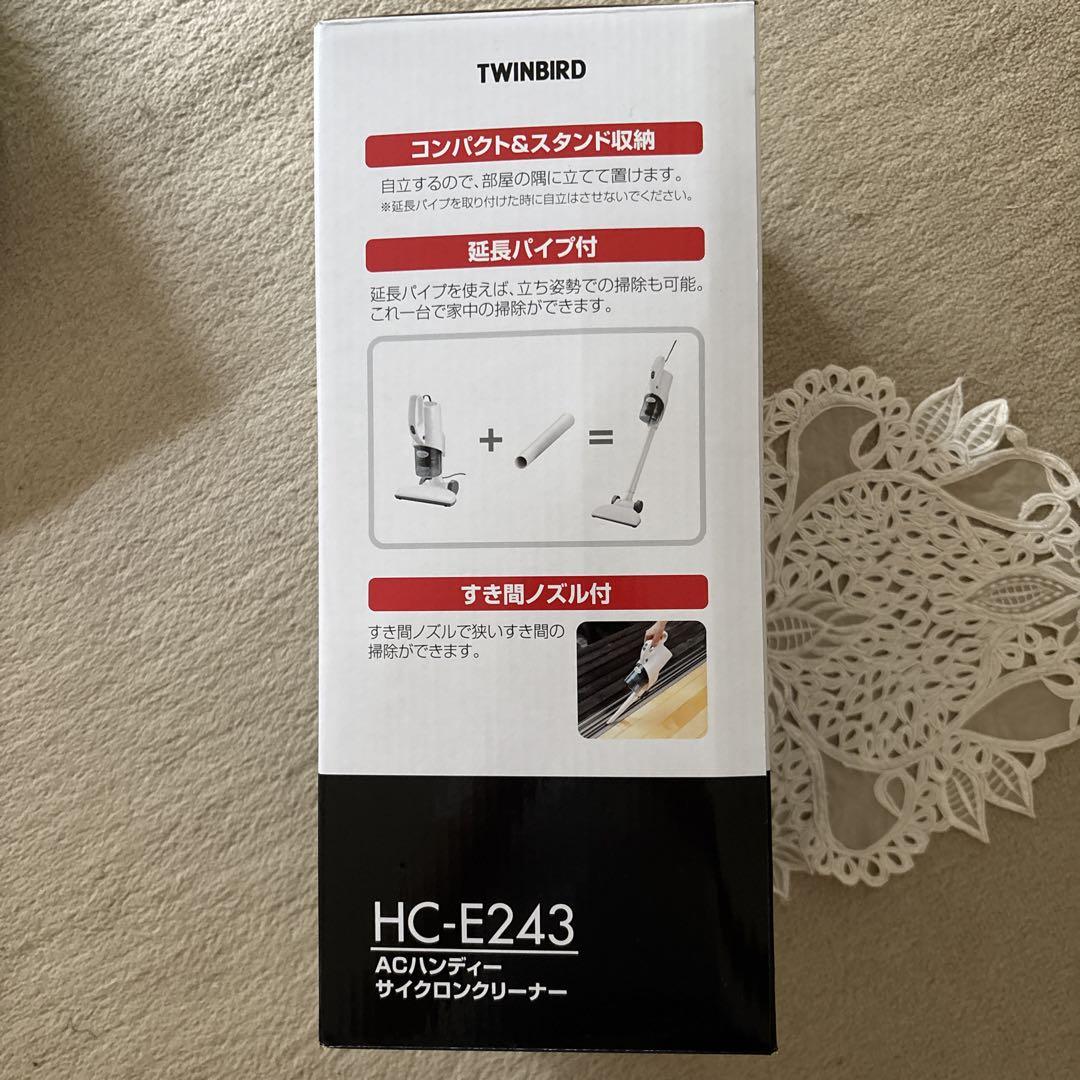 TWINBIRD
コンパクト&スタンド収納
自立するので、部屋の隅に立てて置けます。
※延長パイプを取り付けた時に自立はさせないでください。
延長パイプ付
延長パイプを使えば、立ち姿勢での掃除も可能。
これ一台で家中の掃除ができます。
+ =
すき間ノズル付
すき間ノズルで狭いすき間の
掃除ができます。
HC-E243
ACハンディー
サイクロンクリーナー